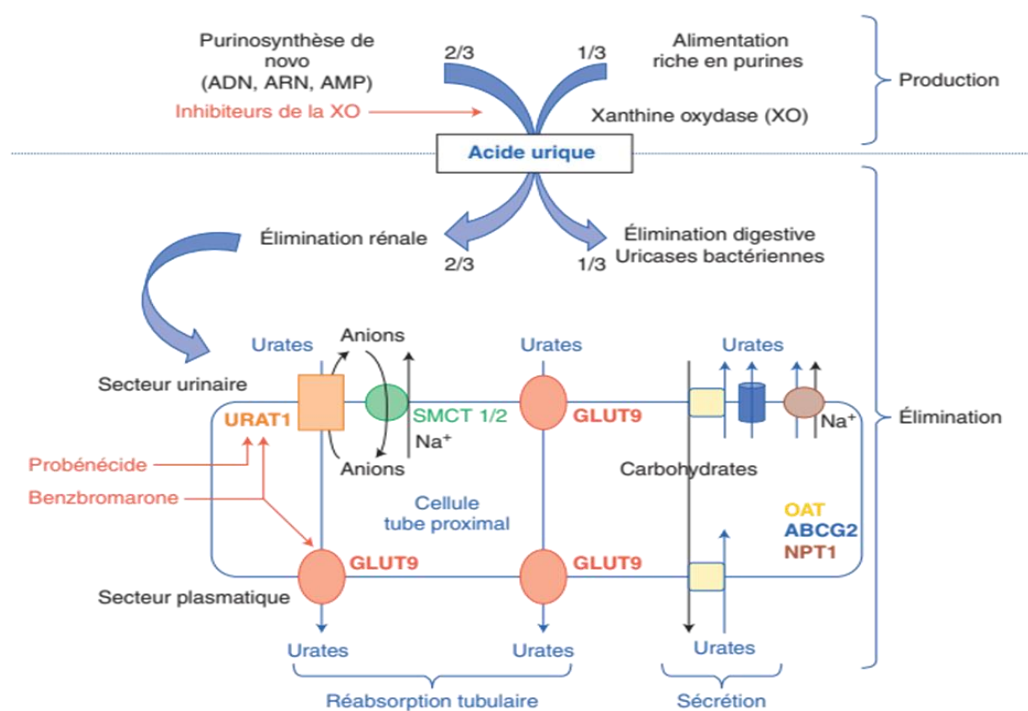 Purinosynthèse de
novo
(ADN, ARN, AMP)
2/3
1/3
Alimentation
riche en purines
Production
Inhibiteurs de la XO
Xanthine oxydase (XO)
Acide urique
Élimination rénale
2/3
1/3
Élimination digestive
Uricases bactériennes
Secteur urinaire
Urates
Anions
Urates
Urates
URAT1
SMCT 1/2
Na+
GLUT9
Na+
Élimination
Probénécide
Anions
Carbohydrates
Benzbromarone
Cellule
tube proximal
OAT
ABCG2
NPT1
GLUT9
GLUT9
Secteur plasmatique
Urates
Urates
Urates
Réabsorption tubulaire
Sécrétion